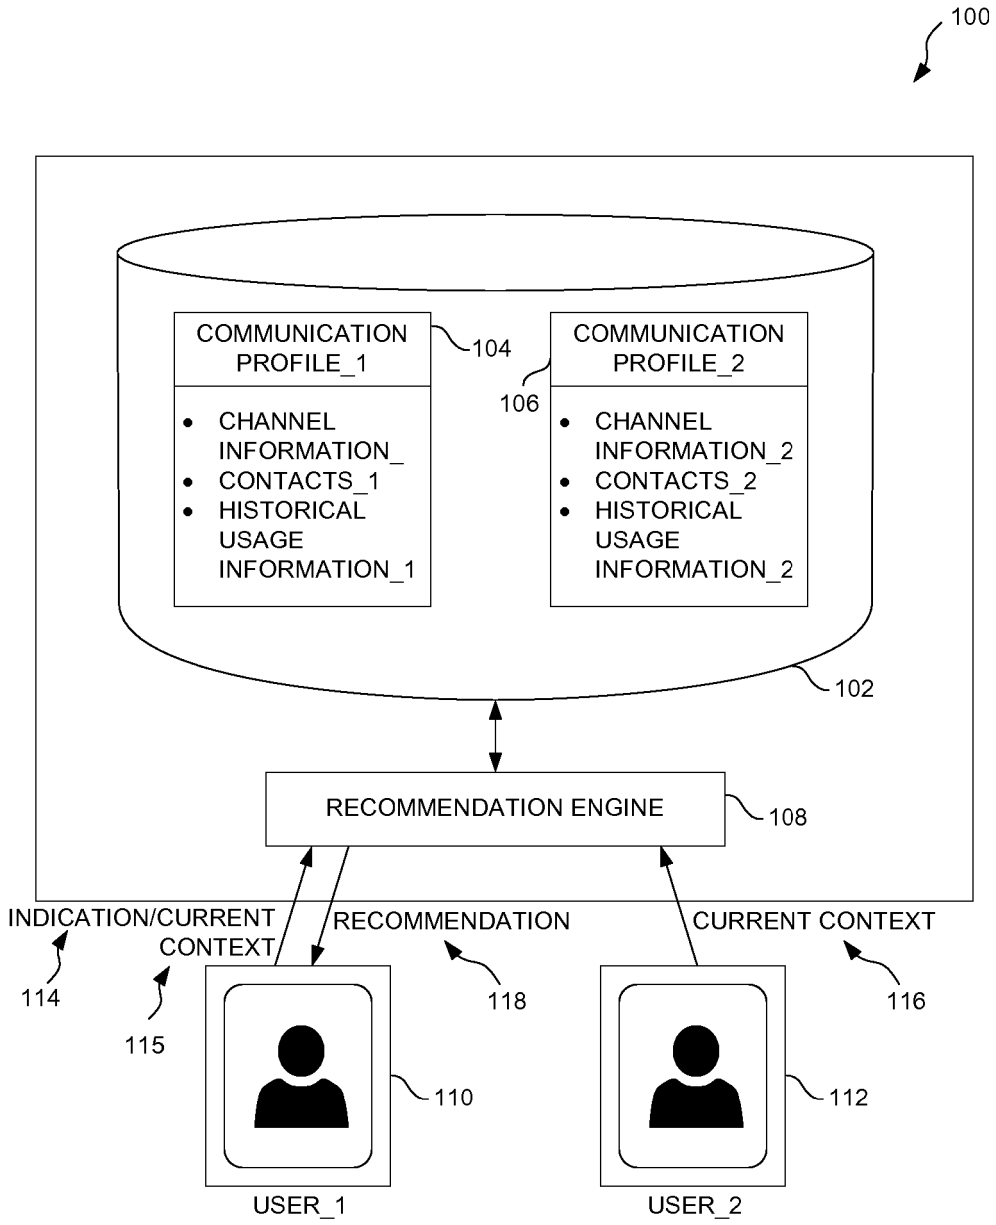 100
COMMUNICATION
PROFILE_1
104
COMMUNICATION
PROFILE_2
106
• CHANNEL
INFORMATION_
• CONTACTS_1
• HISTORICAL
USAGE
INFORMATION_1
• CHANNEL
INFORMATION_2
• CONTACTS_2
• HISTORICAL
USAGE
INFORMATION_2
102
RECOMMENDATION ENGINE
108
INDICATION/CURRENT
CONTEXT
RECOMMENDATION
CURRENT CONTEXT
114
115
118
116
110
112
USER_1
USER_2